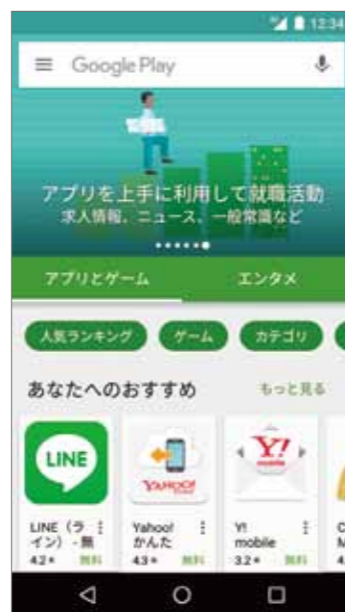 12:34
Google Play
アプリを上手に利用して就職活動
求人情報、ニュース、一般常識など
アプリとゲーム エンタメ
人気ランキング ゲーム カテゴリ
あなたへのおすすめ もっと見る
LINE
YAHOO!
Y!
mobile
LINE（ラ
イン） - 無
4.2★ 無料
Yahoo!
かんた
4.3★ 無料
Y!
mobile
3.2★ 無料
C
M
4.